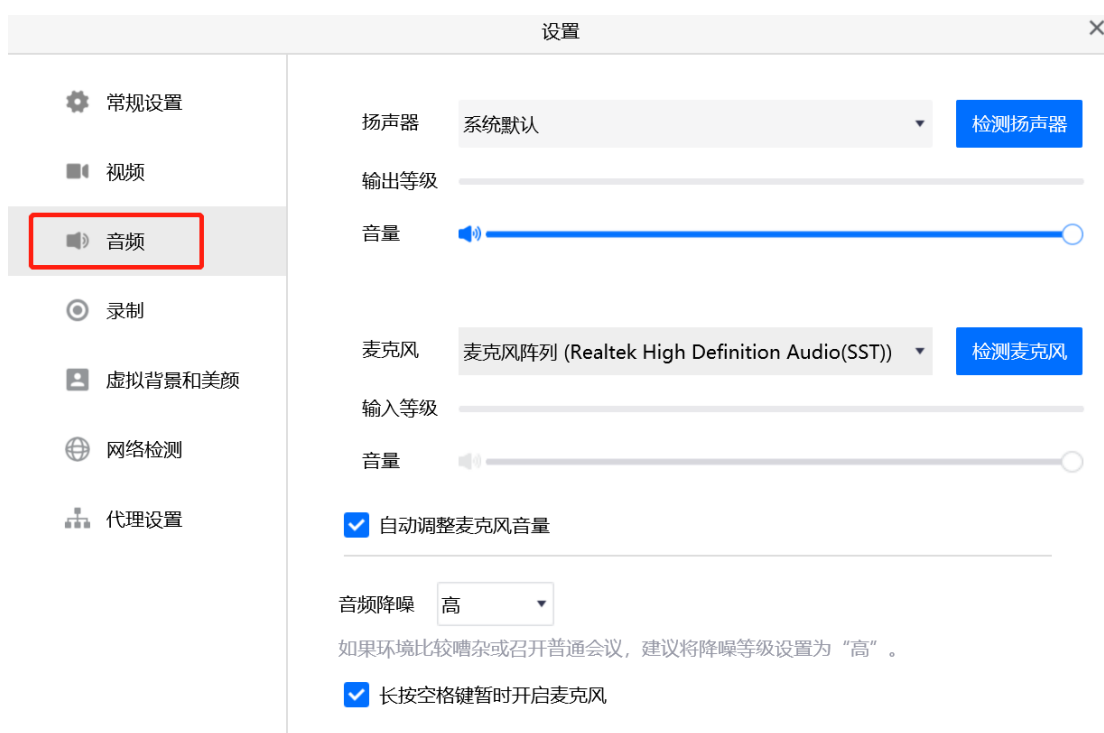 设置
常规设置
视频
音频
录制
虚拟背景和美颜
网络检测
代理设置
扬声器 系统默认 检测扬声器
输出等级
音量
麦克风 麦克风阵列 (Realtek High Definition Audio(SST)) 检测麦克风
输入等级
音量
自动调整麦克风音量
音频降噪 高
如果环境比较嘈杂或召开普通会议，建议将降噪等级设置为“高”。
长按空格键暂时开启麦克风